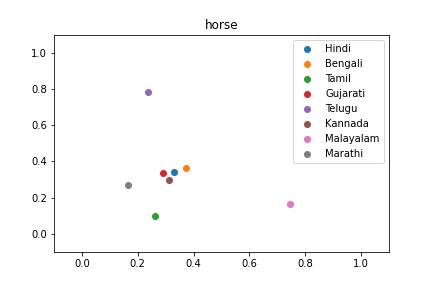 horse
1.0
0.8
0.6
0.4
0.2
0.0
0.0 0.2 0.4 0.6 0.8 1.0
Hindi
Bengali
Tamil
Gujarati
Telugu
Kannada
Malayalam
Marathi